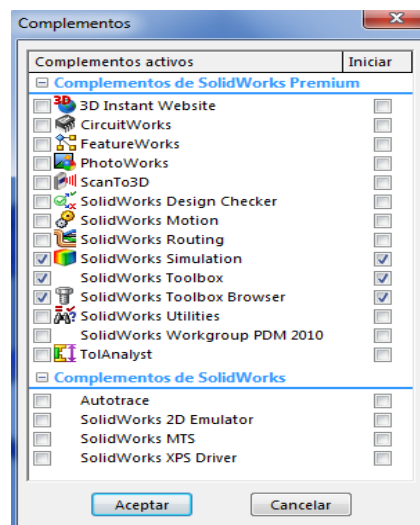 Complementos
Complementos activos Iniciar
Complementos de SolidWorks Premium
3D Instant Website
CircuitWorks
FeatureWorks
PhotoWorks
ScanTo3D
SolidWorks Design Checker
SolidWorks Motion
SolidWorks Routing
SolidWorks Simulation
SolidWorks Toolbox
SolidWorks Toolbox Browser
SolidWorks Utilities
SolidWorks Workgroup PDM 2010
TolAnalyst
Complementos de SolidWorks
Autotrace
SolidWorks 2D Emulator
SolidWorks MTS
SolidWorks XPS Driver
Aceptar Cancelar